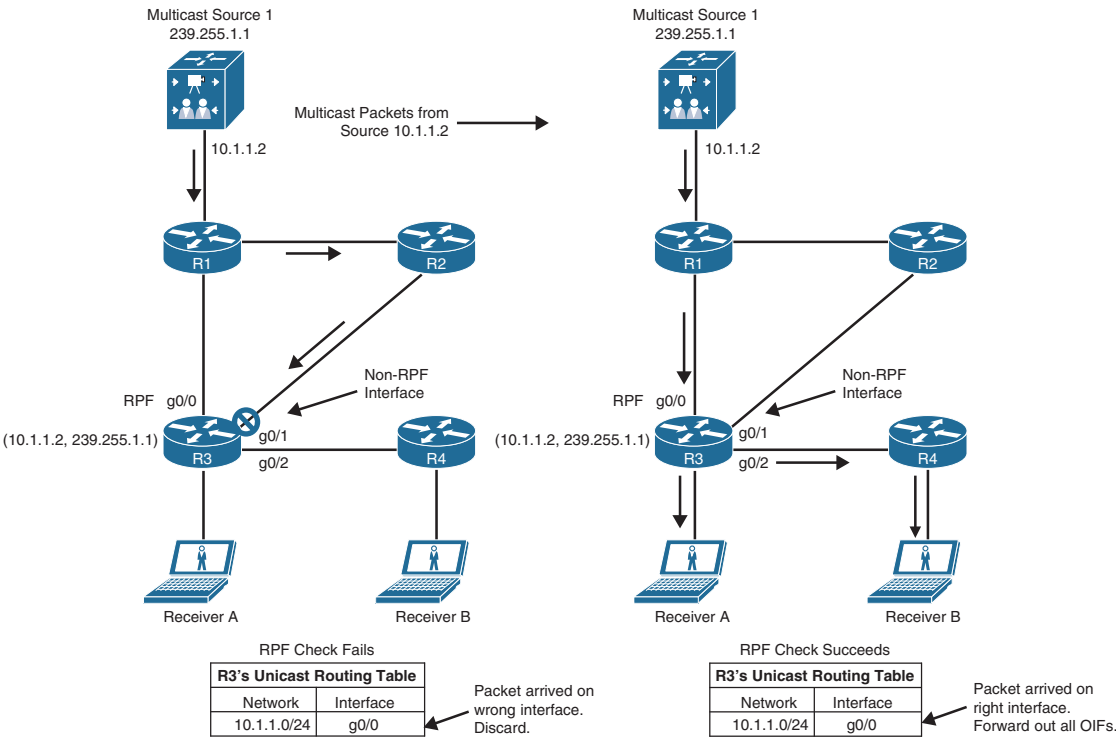 Multicast Source 1
239.255.1.1
Multicast Packets from
Source 10.1.1.2
10.1.1.2
R1
R2
Non-RPF
Interface
RPF g0/0
g0/1
(10.1.1.2, 239.255.1.1)
R3
g0/2
R4
Receiver A
Receiver B
RPF Check Fails
R3's Unicast Routing Table
Network Interface
10.1.1.0/24 g0/0
Packet arrived on
wrong interface.
Discard.
Multicast Source 1
239.255.1.1
10.1.1.2
R1
R2
Non-RPF
Interface
RPF g0/0
g0/1
(10.1.1.2, 239.255.1.1)
R3
g0/2
R4
Receiver A
Receiver B
RPF Check Succeeds
R3's Unicast Routing Table
Network Interface
10.1.1.0/24 g0/0
Packet arrived on
right interface.
Forward out all OIFs.